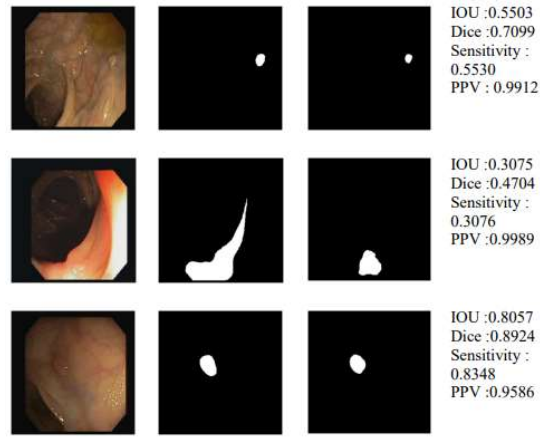 IOU :0.5503
Dice :0.7099
Sensitivity :
0.5530
PPV : 0.9912
IOU :0.3075
Dice :0.4704
Sensitivity :
0.3076
PPV : 0.9989
IOU :0.8057
Dice :0.8924
Sensitivity :
0.8348
PPV : 0.9586